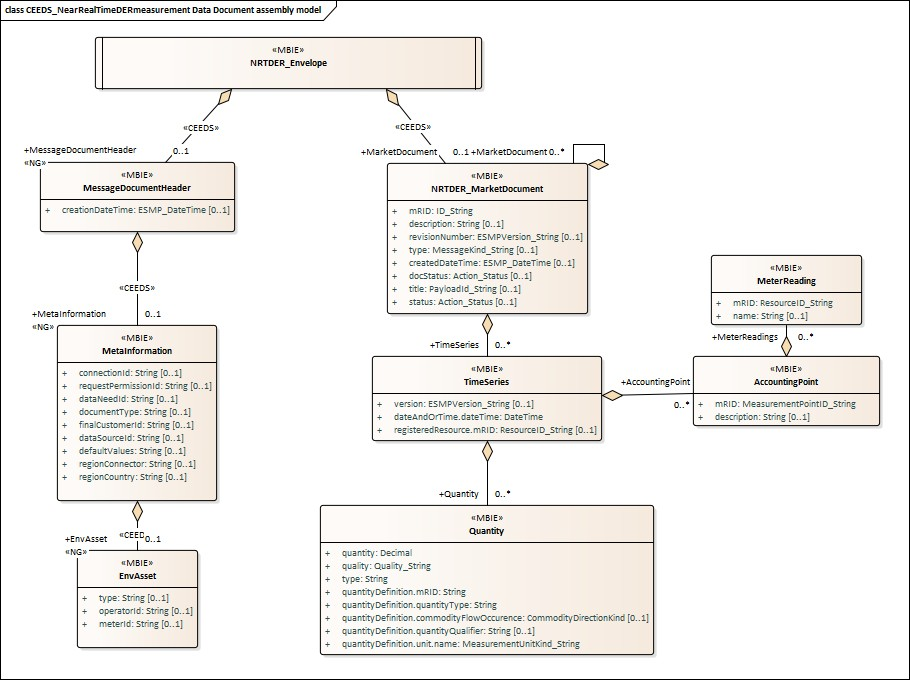 class CEEDS_NearRealTimeDERmeasurement Data Document assembly model
«MBIE»
NRTDER_Envelope
«CEEDS»
«CEEDS»
+MessageDocumentHeader
0..1
«NG»
+MarketDocument
0..1
+MarketDocument 0..*
«MBIE»
MessageDocumentHeader
+ creationDateTime: ESMP_DateTime [0..1]
«MBIE»
NRTDER_MarketDocument
+ mRID: ID_String
+ description: String [0..1]
+ revisionNumber: ESMPVersion_String [0..1]
+ type: MessageKind_String [0..1]
+ createdDateTime: ESMP_DateTime [0..1]
+ docStatus: Action_Status [0..1]
+ title: PayloadId_String [0..1]
+ status: Action_Status [0..1]
«CEEDS»
+MetaInformation
0..1
«NG»
«MBIE»
MetaInformation
+ connectionId: String [0..1]
+ requestPermissionId: String [0..1]
+ dataNeedId: String [0..1]
+ documentType: String [0..1]
+ finalCustomerId: String [0..1]
+ dataSourceId: String [0..1]
+ defaultValues: String [0..1]
+ regionConnector: String [0..1]
+ regionCountry: String [0..1]
«MBIE»
MeterReading
+ mRID: ResourceID_String
+ name: String [0..1]
+MeterReadings
0..*
+TimeSeries
0..*
«MBIE»
TimeSeries
+ version: ESMPVersion_String [0..1]
+ dateAndOrTime.dateTime: DateTime
+ registeredResource.mRID: ResourceID_String [0..1]
+AccountingPoint
0..*
«MBIE»
AccountingPoint
+ mRID: MeasurementPointID_String
+ description: String [0..1]
+Quantity
0..*
«MBIE»
Quantity
+ quantity: Decimal
+ quality: Quality_String
+ type: String
+ quantityDefinition.mRID: String
+ quantityDefinition.quantityType: String
+ quantityDefinition.commodityFlowOccurence: CommodityDirectionKind [0..1]
+ quantityDefinition.quantityQualifier: String [0..1]
+ quantityDefinition.unit.name: MeasurementUnitKind_String
+EnvAsset
«CEED
0..1
«NG»
«MBIE»
EnvAsset
+ type: String [0..1]
+ operatorId: String [0..1]
+ meterId: String [0..1]